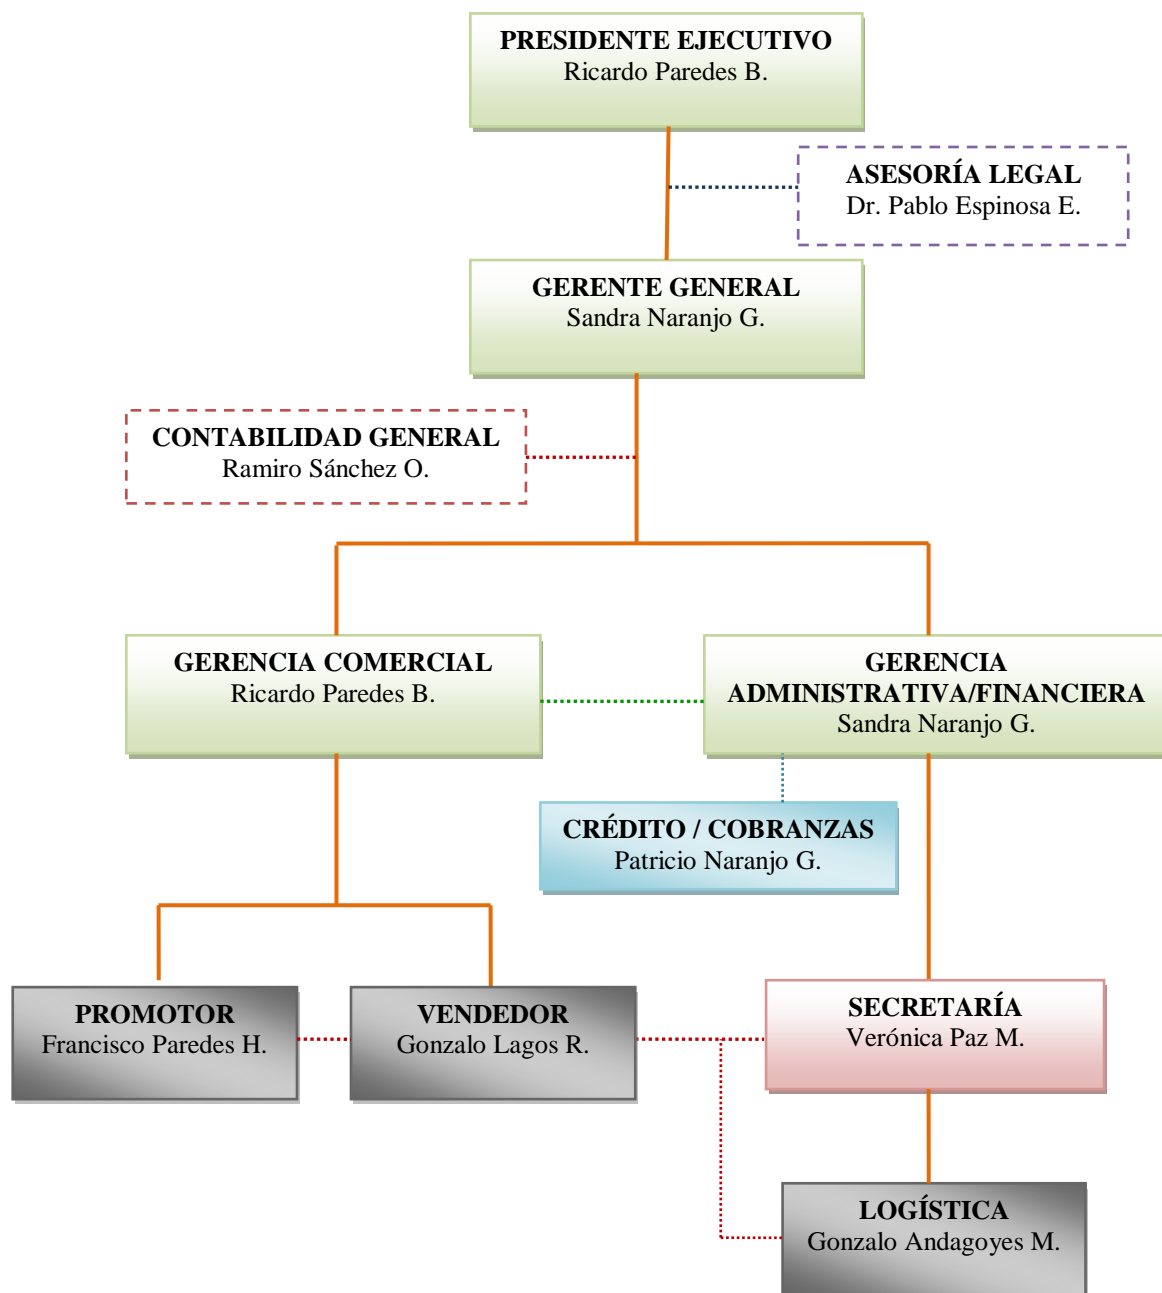 PRESIDENTE EJECUTIVO
Ricardo Paredes B.
ASESORÍA LEGAL
Dr. Pablo Espinosa E.
GERENTE GENERAL
Sandra Naranjo G.
CONTABILIDAD GENERAL
Ramiro Sánchez O.
GERENCIA COMERCIAL
Ricardo Paredes B.
GERENCIA
ADMINISTRATIVA/FINANCIERA
Sandra Naranjo G.
CRÉDITO / COBRANZAS
Patricio Naranjo G.
PROMOTOR
Francisco Paredes H.
VENDEDOR
Gonzalo Lagos R.
SECRETARÍA
Verónica Paz M.
LOGÍSTICA
Gonzalo Andagoyes M.